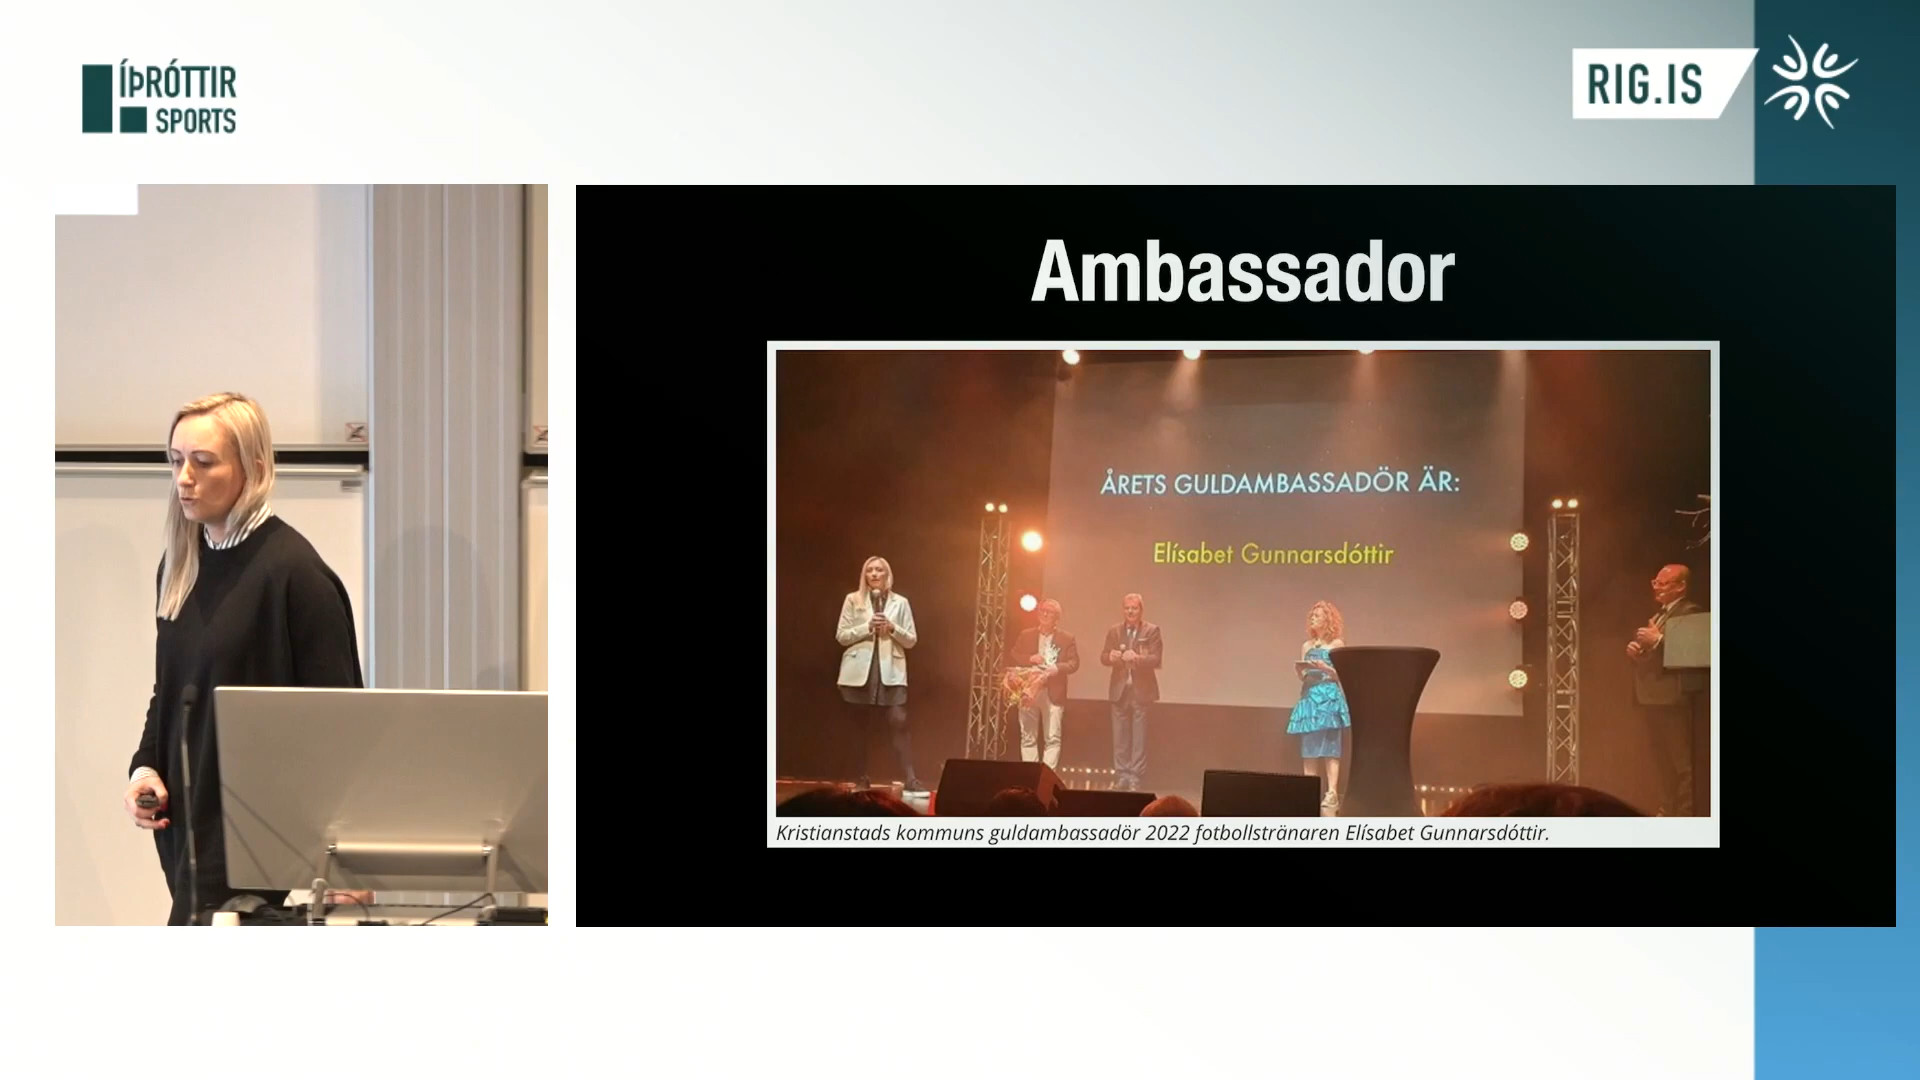 ÍÞRÓTTIR
SPORTS
RIG.IS
Ambassador
ÅRETS GULDAMBASSADÖR ÄR:
Elísabet Gunnarsdóttir
Kristianstads kommuns guldambassadör 2022 fotbollstränaren Elísabet Gunnarsdóttir.